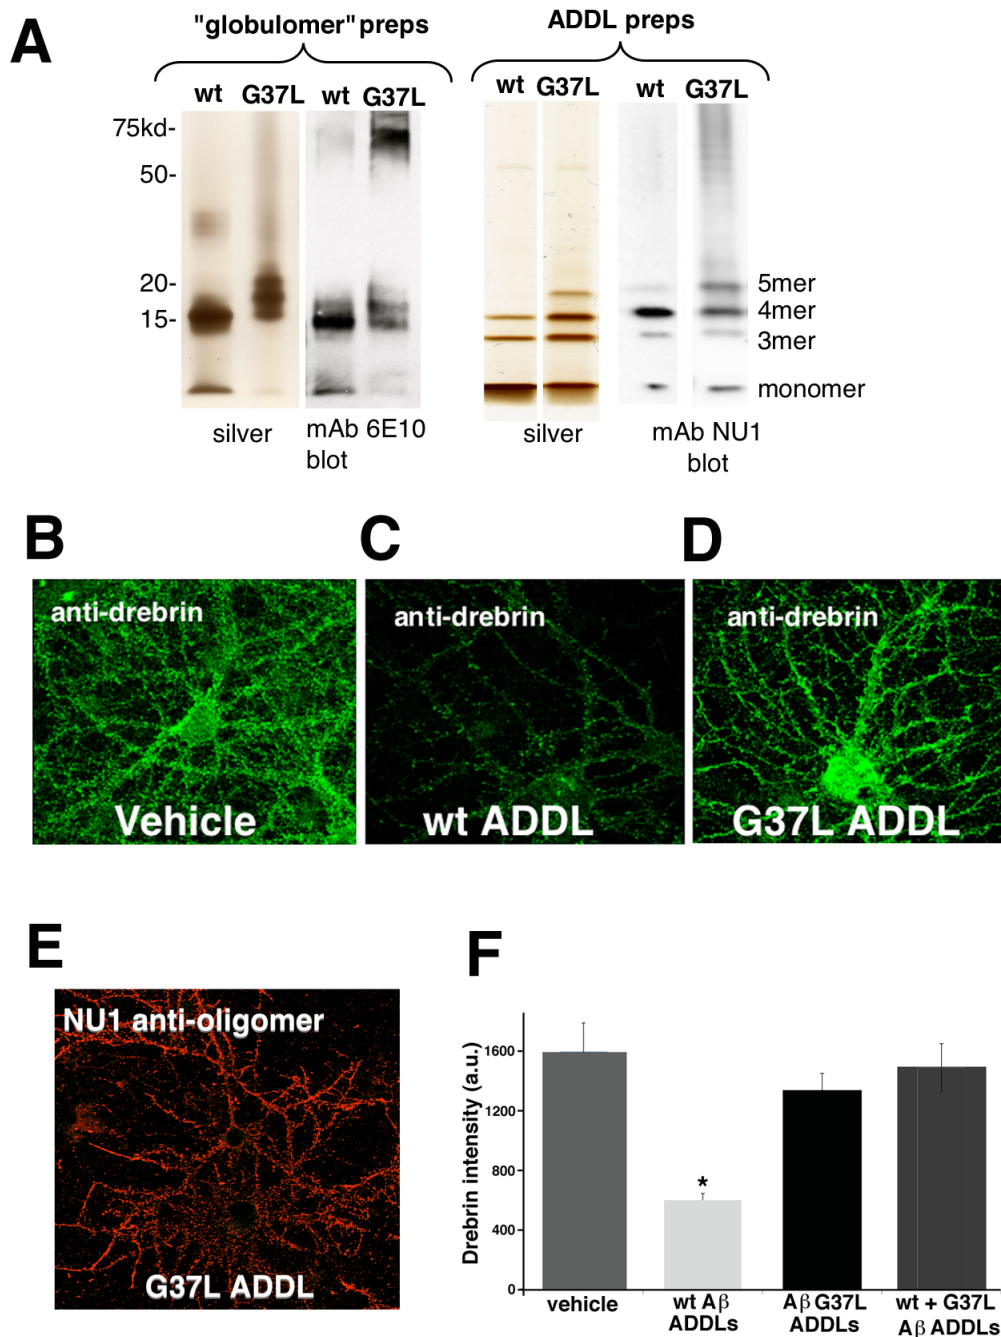 A
"globulomer" preps
ADDL preps
wt G37L wt G37L
wt G37L wt G37L
75kd-
50-
20-
15-
5mer
4mer
3mer
monomer
silver
mAb 6E10
blot
silver
mAb NU1
blot
B
C
D
anti-drebrin
Vehicle
anti-drebrin
wt ADDL
anti-drebrin
G37L ADDL
E
NU1 anti-oligomer
G37L ADDL
F
Drebrin intensity (a.u.)
1600
1200
800
400
0
*
vehicle
wt Aβ
ADDLs
Aβ G37L
ADDLs
wt + G37L
Aβ ADDLs